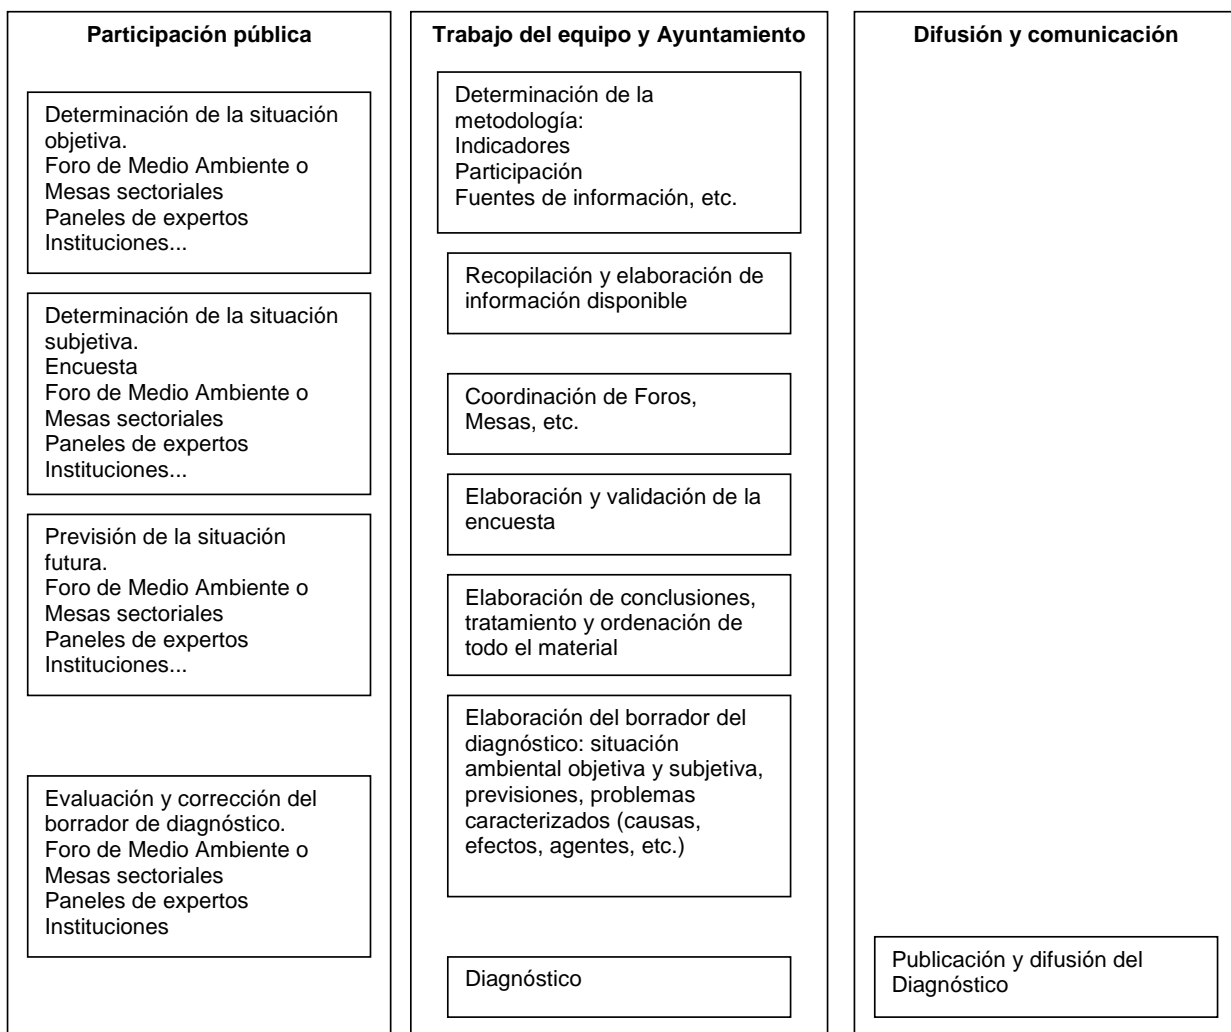 Participación pública
Determinación de la situación
objetiva.
Foro de Medio Ambiente o
Mesas sectoriales
Paneles de expertos
Instituciones...
Determinación de la situación
subjetiva.
Encuesta
Foro de Medio Ambiente o
Mesas sectoriales
Paneles de expertos
Instituciones...
Previsión de la situación
futura.
Foro de Medio Ambiente o
Mesas sectoriales
Paneles de expertos
Instituciones...
Evaluación y corrección del
borrador de diagnóstico.
Foro de Medio Ambiente o
Mesas sectoriales
Paneles de expertos
Instituciones
Trabajo del equipo y Ayuntamiento
Determinación de la
metodología:
Indicadores
Participación
Fuentes de información, etc.
Recopilación y elaboración de
información disponible
Coordinación de Foros,
Mesas, etc.
Elaboración y validación de la
encuesta
Elaboración de conclusiones,
tratamiento y ordenación de
todo el material
Elaboración del borrador del
diagnóstico: situación
ambiental objetiva y subjetiva,
previsiones, problemas
caracterizados (causas,
efectos, agentes, etc.)
Diagnóstico
Difusión y comunicación
Publicación y difusión del
Diagnóstico